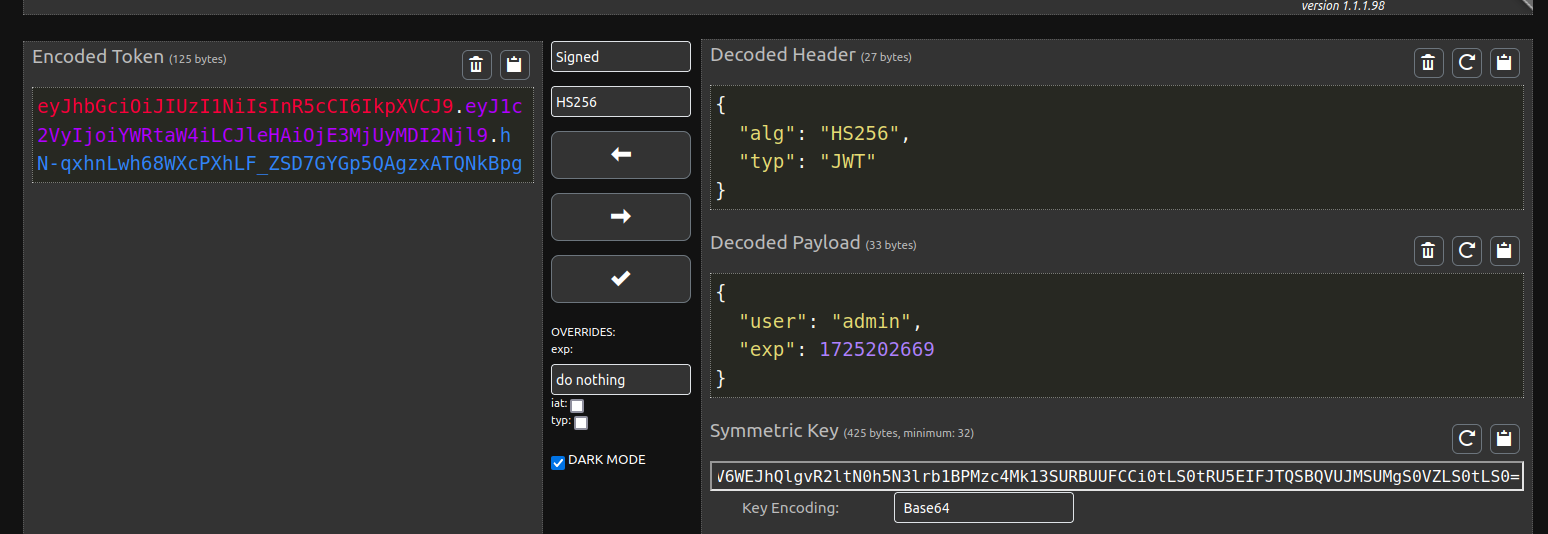 version 1.1.1.98
Encoded Token (125 bytes)
eyJhbGciOiJIUzI1NiIsInR5cCI6IkpXVCJ9.eyJ1c
2VyIjoiYWRtaW4iLCJleHAiOjE3MjUyMDI2Njl9.h
N-qxhnLwh68WXcPXhLF_ZSD7GYGp5QAgzxATQNkBpg
Signed
HS256
OVERRIDES:
exp:
do nothing
iat:
typ:
DARK MODE
Decoded Header (27 bytes)
{
"alg": "HS256",
"typ": "JWT"
}
Decoded Payload (33 bytes)
{
"user": "admin",
"exp": 1725202669
}
Symmetric Key (425 bytes, minimum: 32)
V6WEJhQlgvR2ltN0h5N3lrb1BPMzc4Mk13SURBUUFCCi0tLS0tRU5EIFJTQSBQVUJMSUMgS0VZLS0tLS0=
Key Encoding:
Base64